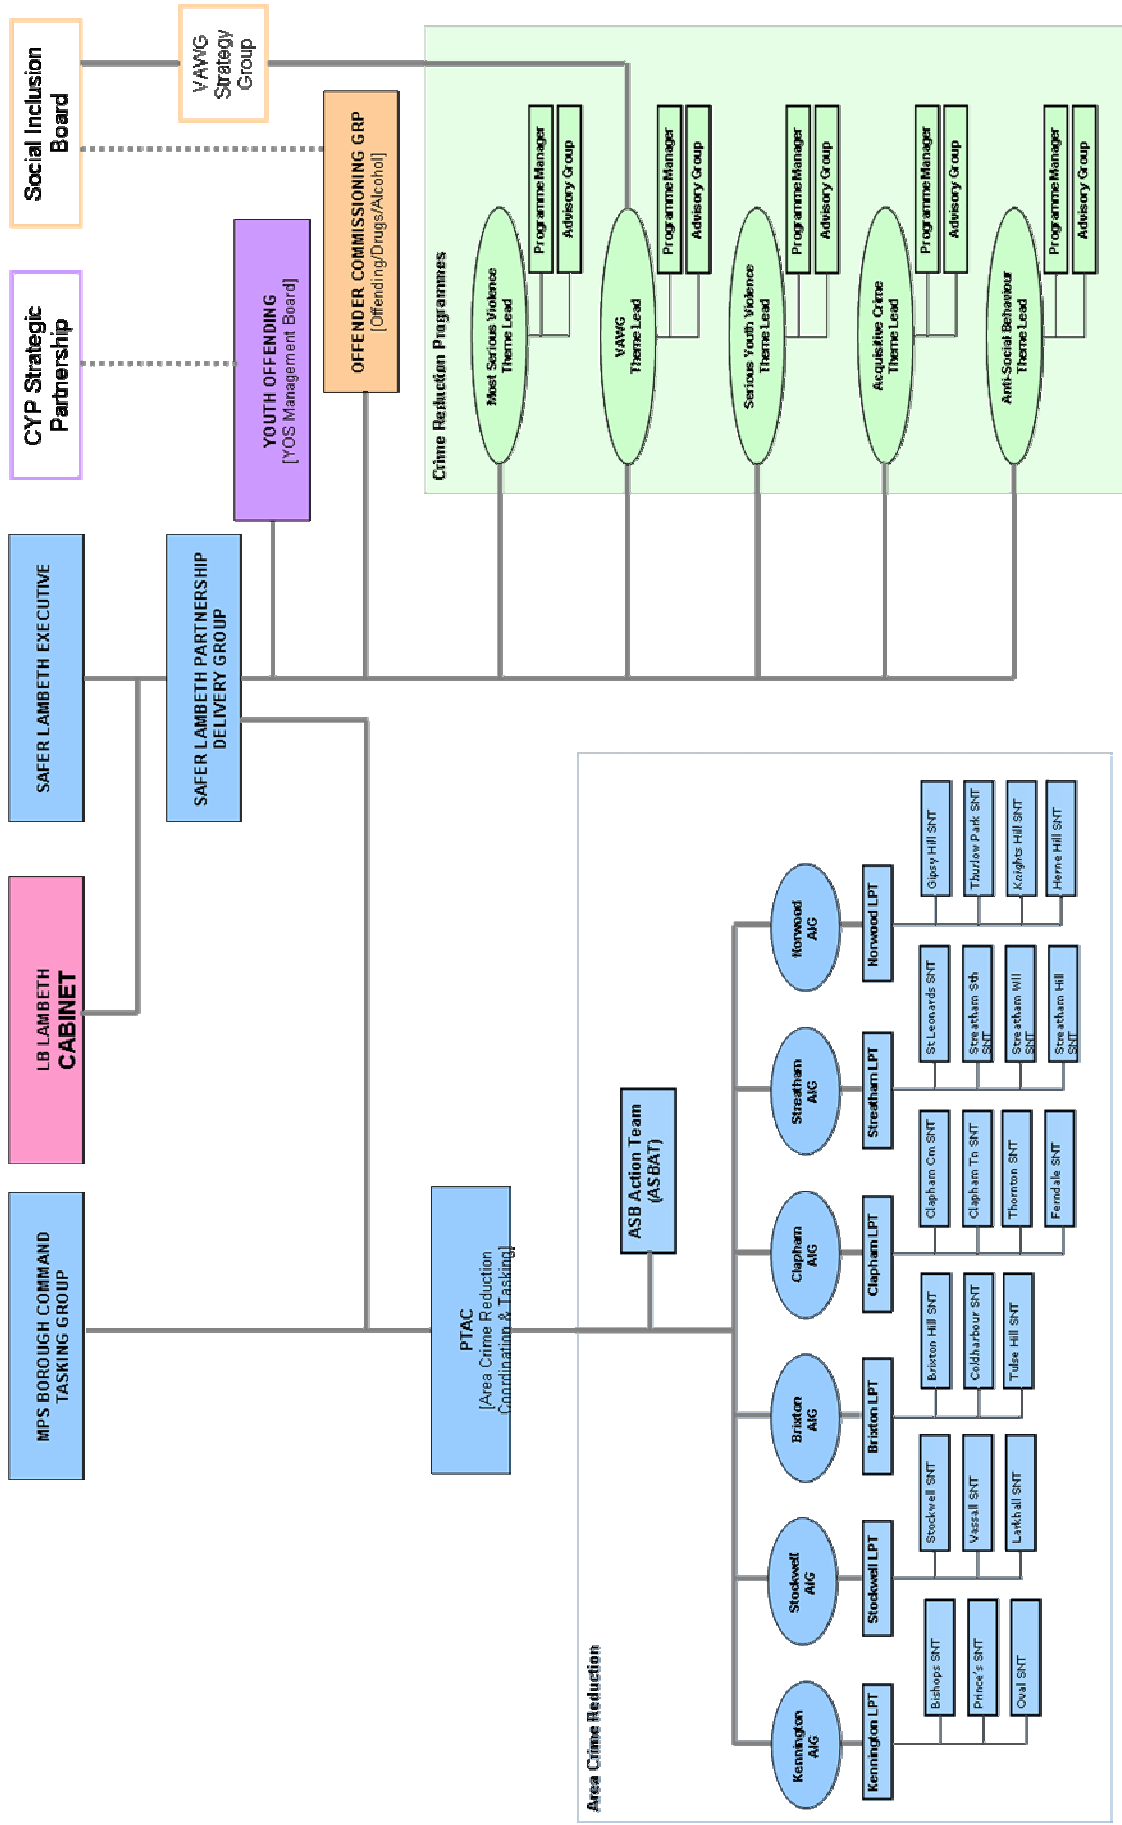 MPS BOROUGH COMMAND
TASKING GROUP
LB LAMBETH
CABINET
SAFER LAMBETH EXECUTIVE
CYP Strategic
Partnership
Social Inclusion
Board
SAFER LAMBETH PARTNERSHIP
DELIVERY GROUP
VAWG
Strategy
Group
YOUTH OFFENDING
[YOS Management Board]
OFFENDER COMMISSIONING GRP
[Offending/Drugs/Alcohol]
PTAC
[Area Crime Reduction
Coordination & Tasking]
Crime Reduction Programmes
Most Serious Violence
Theme Lead
Programme Manager
Advisory Group
VAWG
Theme Lead
Programme Manager
Advisory Group
Serious Youth Violence
Theme Lead
Programme Manager
Advisory Group
Acquisitive Crime
Theme Lead
Programme Manager
Advisory Group
Anti-Social Behaviour
Theme Lead
Programme Manager
Advisory Group
Area Crime Reduction
ASB Action Team
(ASBAT)
Kennington
AIG
Kennington LPT
Bishops SNT
Prince's SNT
Oval SNT
Stockwell
AIG
Stockwell LPT
Stockwell SNT
Vassall SNT
Larkhall SNT
Brixton
AIG
Brixton LPT
Brixton Hill SNT
Coldharbour SNT
Tulse Hill SNT
Clapham
AIG
Clapham LPT
Clapham Cm SNT
Clapham Tn SNT
Thornton SNT
Ferndale SNT
Streatham
AIG
Streatham LPT
St Leonards SNT
Streatham Sth
SNT
Streatham Wll
SNT
Streatham Hill
SNT
Norwood
AIG
Norwood LPT
Gipsy Hill SNT
Thurlow Park SNT
Knights Hill SNT
Herne Hill SNT